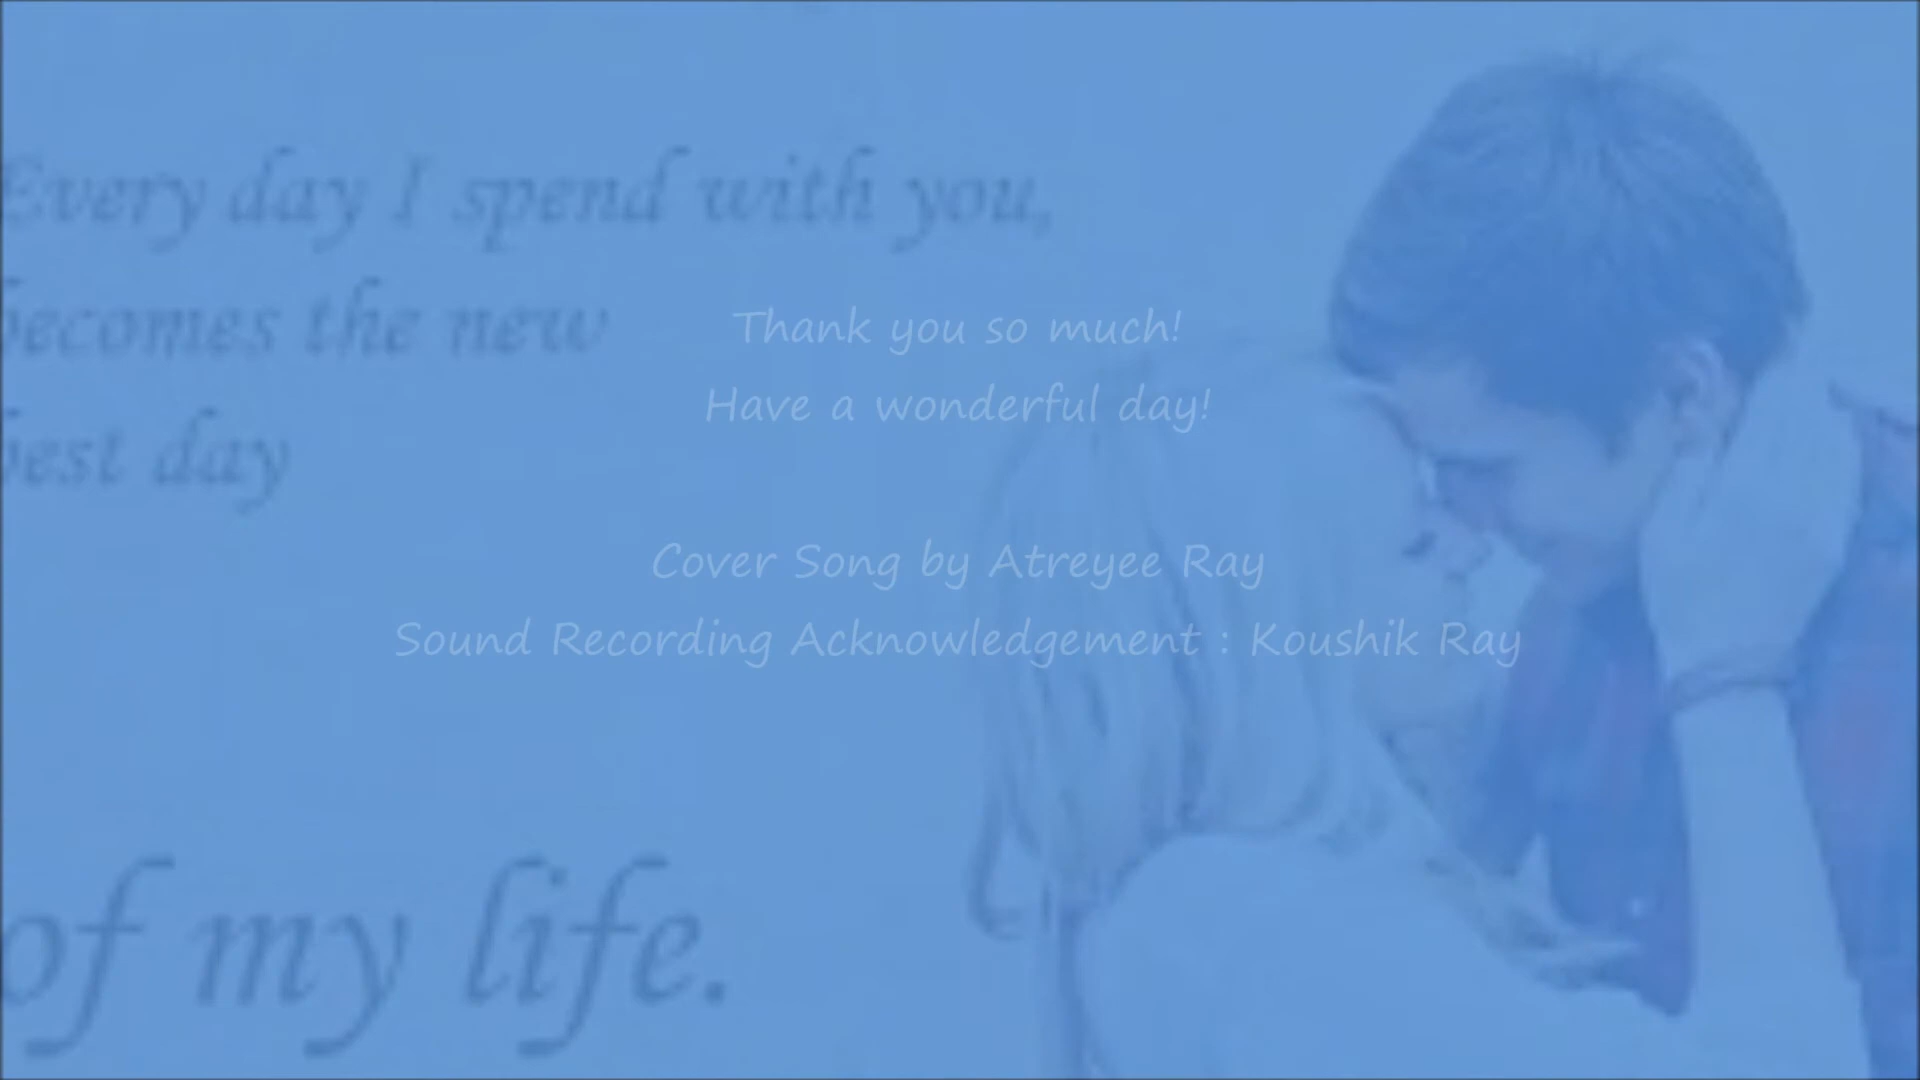 Every day I spend with you,
becomes the new
best day
of my life.
Thank you so much!
Have a wonderful day!
Cover Song by Atreyee Ray
Sound Recording Acknowledgement : Koushik Ray